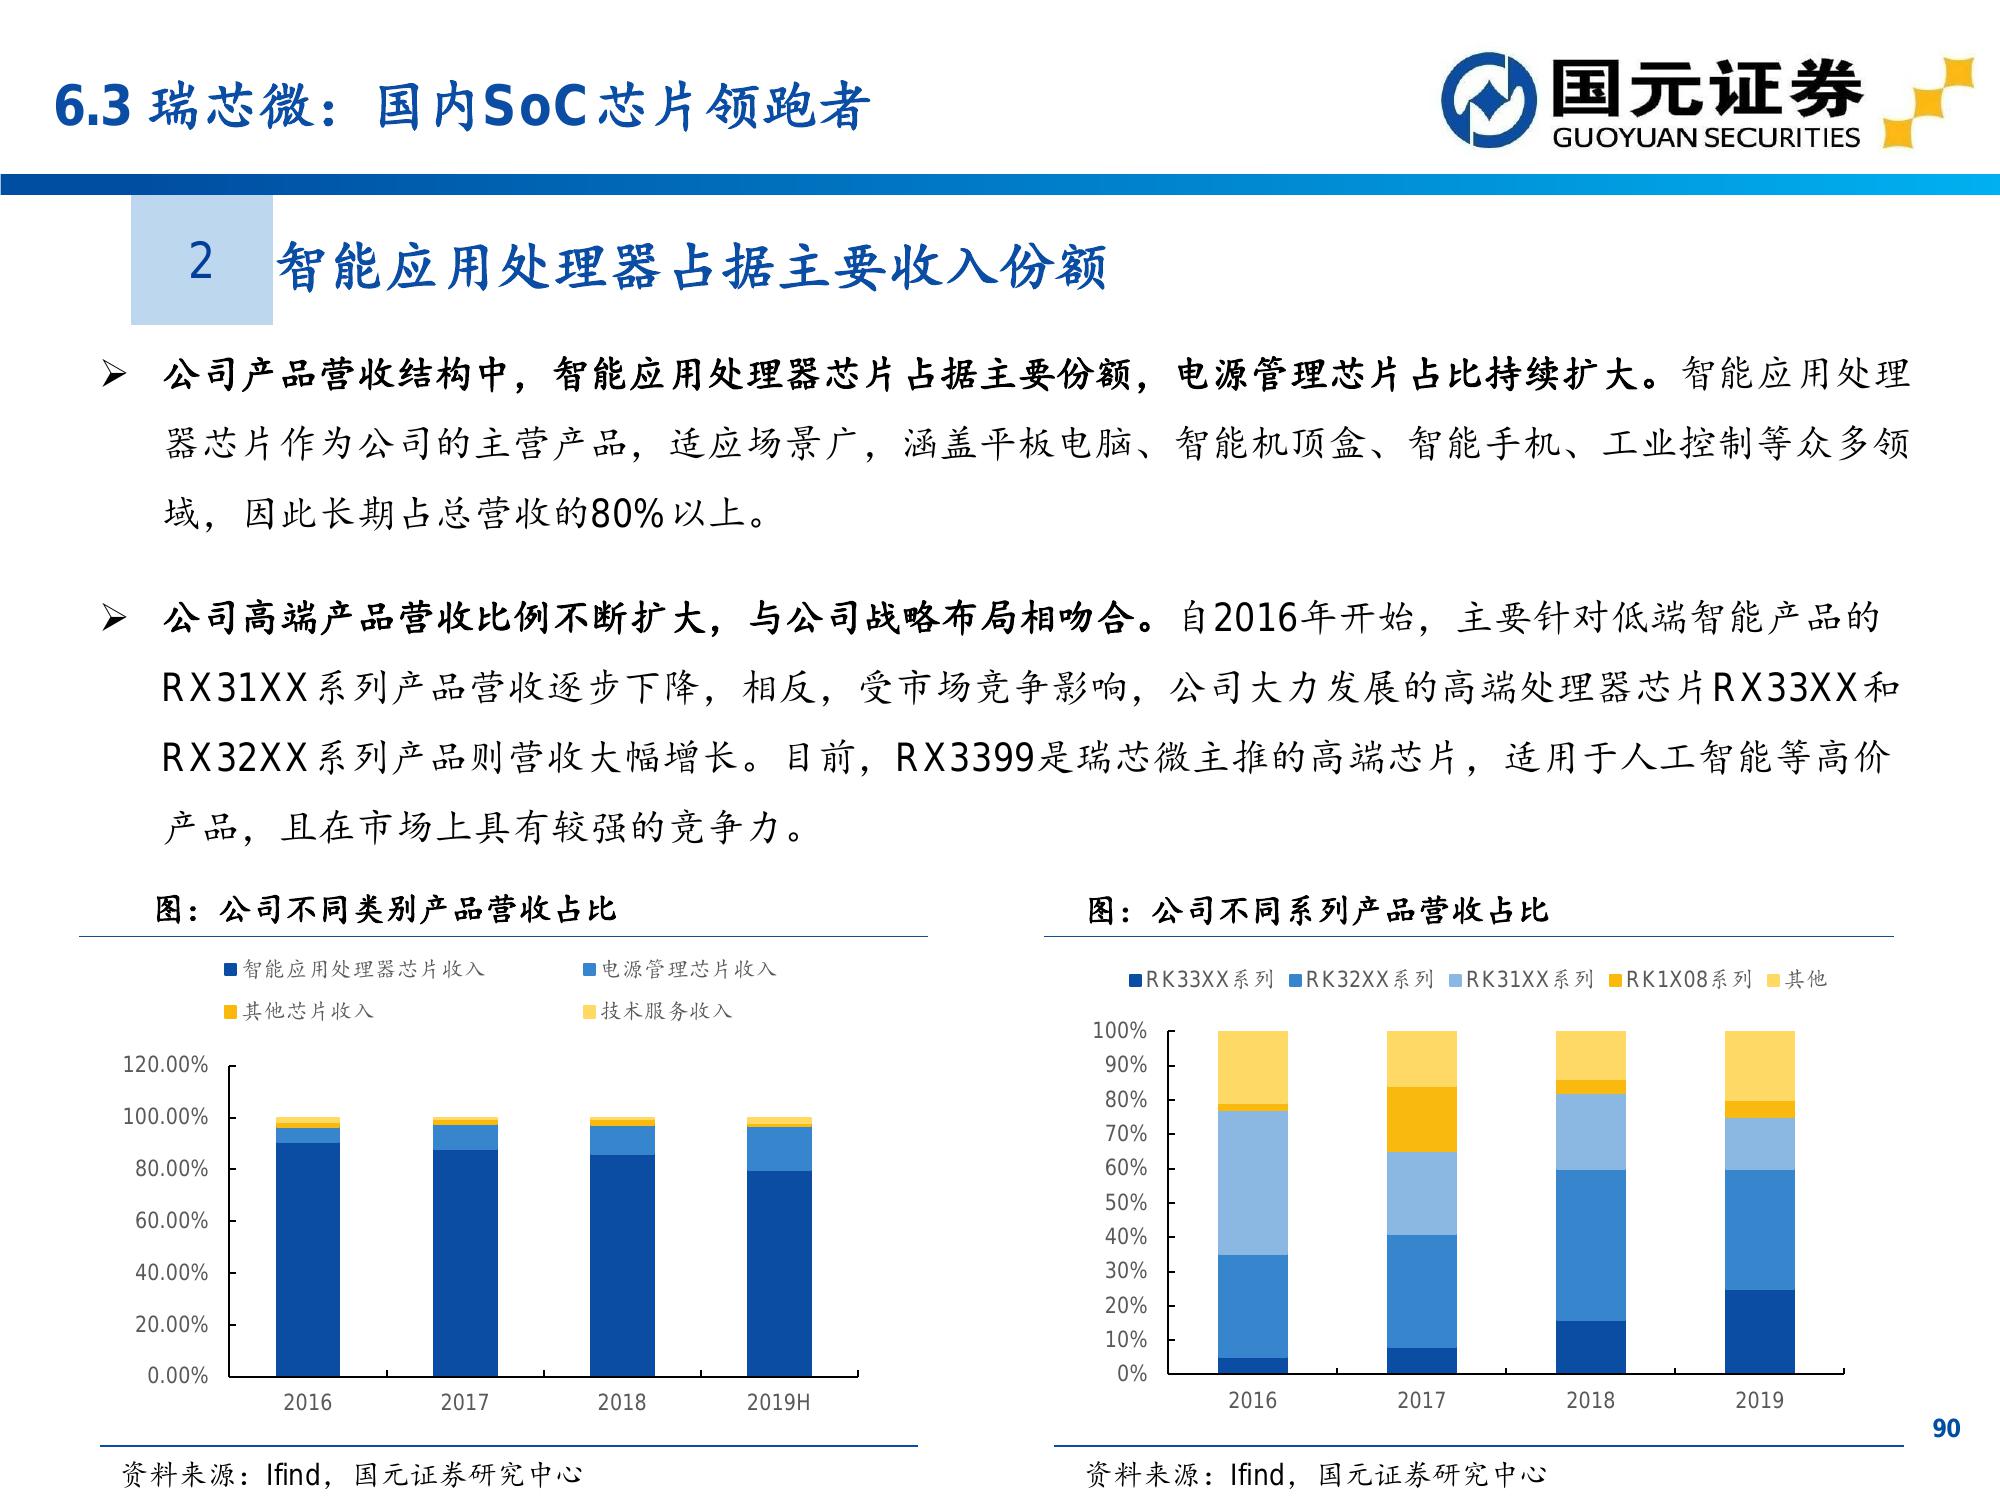 6.3 瑞芯微：国内SoC芯片领跑者
国元证券
GUOYUAN SECURITIES
2
智能应用处理器占据主要收入份额
➢ 公司产品营收结构中，智能应用处理器芯片占据主要份额，电源管理芯片占比持续扩大。智能应用处理
器芯片作为公司的主营产品，适应场景广，涵盖平板电脑、智能机顶盒、智能手机、工业控制等众多领
域，因此长期占总营收的80%以上。
➢ 公司高端产品营收比例不断扩大，与公司战略布局相吻合。自2016年开始，主要针对低端智能产品的
RX31XX系列产品营收逐步下降，相反，受市场竞争影响，公司大力发展的高端处理器芯片RX33XX和
RX32XX系列产品则营收大幅增长。目前，RX3399是瑞芯微主推的高端芯片，适用于人工智能等高价
产品，且在市场上具有较强的竞争力。
图：公司不同类别产品营收占比
智能应用处理器芯片收入 电源管理芯片收入
其他芯片收入 技术服务收入
120.00%
100.00%
80.00%
60.00%
40.00%
20.00%
0.00%
2016 2017 2018 2019H
资料来源：Ifind，国元证券研究中心
图：公司不同系列产品营收占比
RK33XX系列 RK32XX系列 RK31XX系列 RK1X08系列 其他
100%
90%
80%
70%
60%
50%
40%
30%
20%
10%
0%
2016 2017 2018 2019
资料来源：Ifind，国元证券研究中心
90